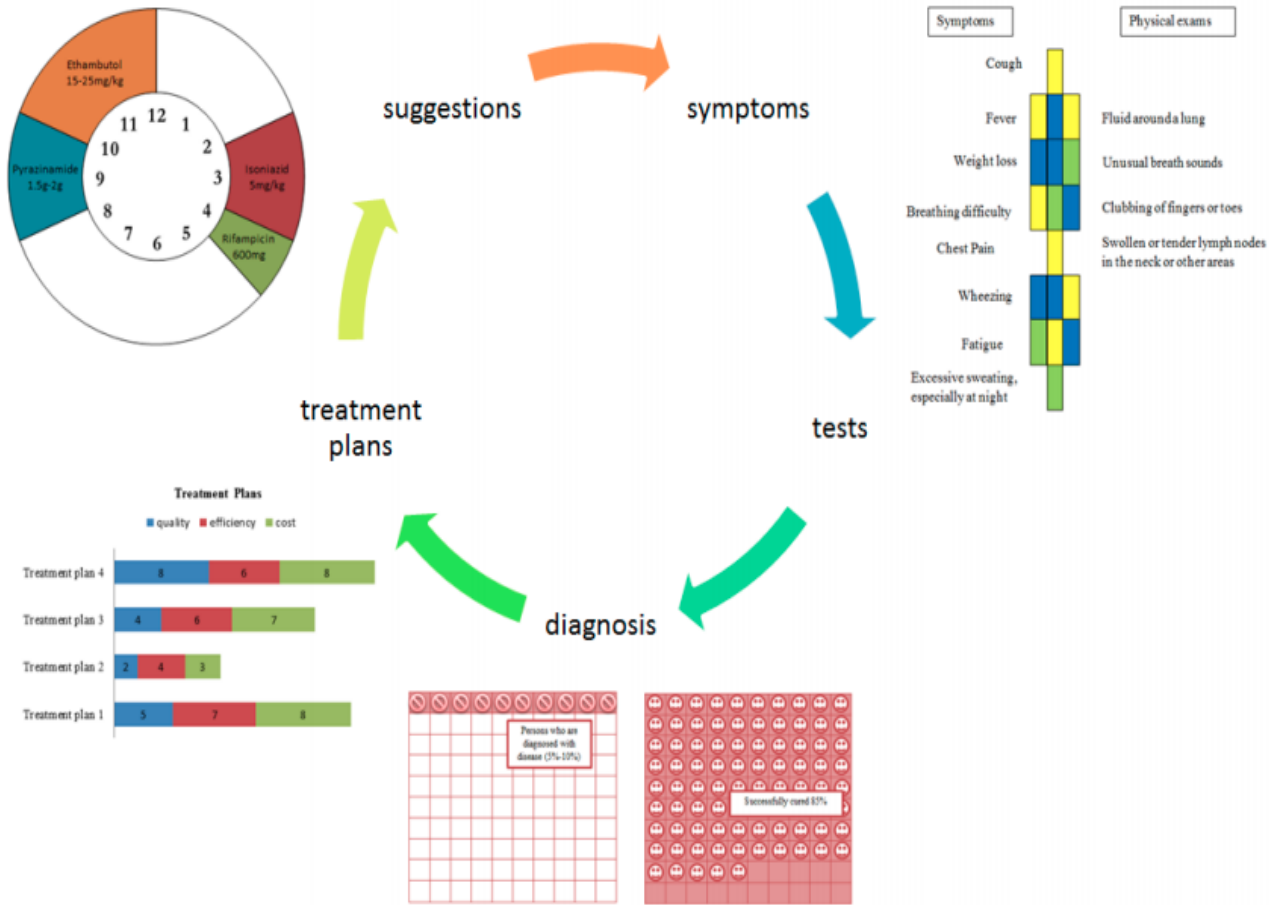 Ethambutol
15-25mg/kg
Pyrazinamide
1.5g-2g
Isoniazid
5mg/kg
Rifampicin
600mg
12
1
2
3
4
5
6
7
8
9
10
11
suggestions
symptoms
tests
diagnosis
treatment
plans
Symptoms
Physical exams
Cough
Fever
Weight loss
Breathing difficulty
Chest Pain
Wheezing
Fatigue
Excessive sweating,
especially at night
Fluid around a lung
Unusual breath sounds
Clubbing of fingers or toes
Swollen or tender lymph nodes
in the neck or other areas
Treatment Plans
quality efficiency cost
Treatment plan 4 8 6 8
Treatment plan 3 4 6 7
Treatment plan 2 2 4 3
Treatment plan 1 5 7 8
Persons who are
diagnosed with
disease (5%-10%)
Successfully cured 85%